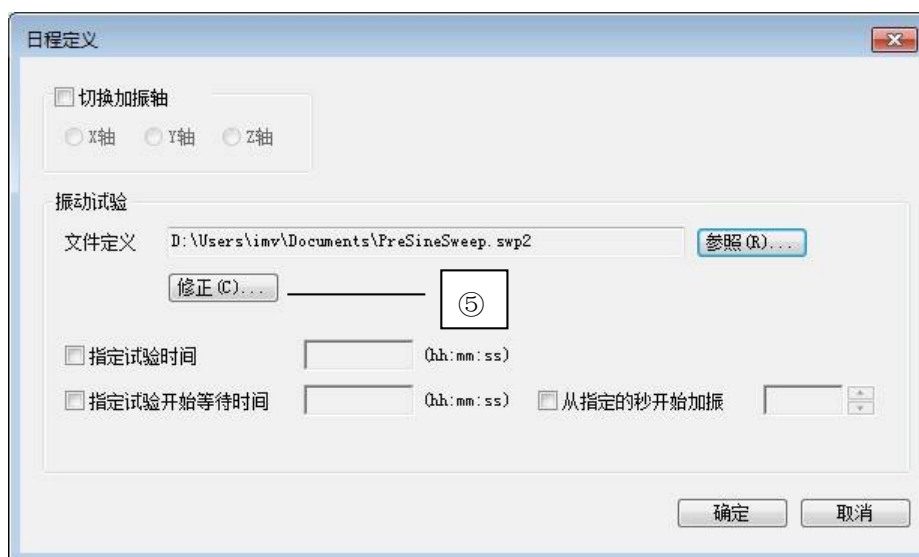 日程定义
切换加振轴
X轴 Y轴 Z轴
振动试验
文件定义 D:\Users\imv\Documents\PreSineSweep.swp2 参照(R)...
修正(C)... ⑤
指定试验时间 (hh:mm:ss)
指定试验开始等待时间 (hh:mm:ss) 从指定的秒开始加振
确定 取消